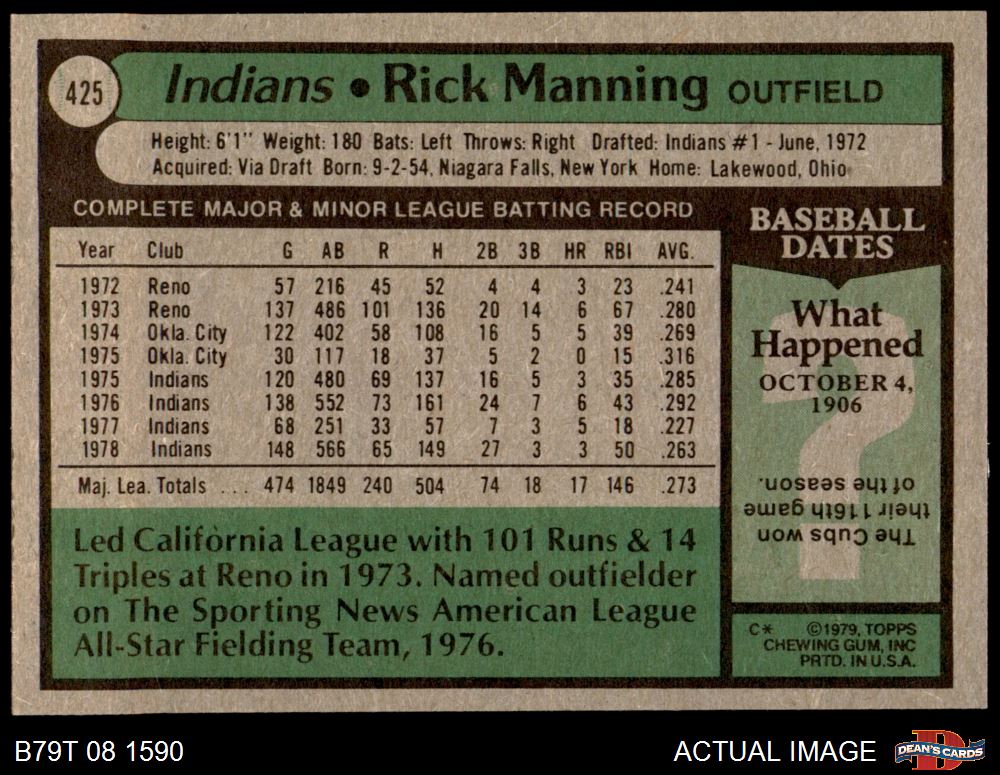 425 Indians • Rick Manning OUTFIELD
Height: 6'1" Weight: 180 Bats: Left Throws: Right Drafted: Indians #1 - June, 1972
Acquired: Via Draft Born: 9-2-54, Niagara Falls, New York Home: Lakewood, Ohio
COMPLETE MAJOR & MINOR LEAGUE BATTING RECORD
Year Club G AB R H 2B 3B HR RBI AVG.
1972 Reno 57 216 45 52 4 4 3 23 .241
1973 Reno 137 486 101 136 20 14 6 67 .280
1974 Okla. City 122 402 58 108 16 5 5 39 .269
1975 Okla. City 30 117 18 37 5 2 0 15 .316
1975 Indians 120 480 69 137 16 5 3 35 .285
1976 Indians 138 552 73 161 24 7 6 43 .292
1977 Indians 68 251 33 57 7 3 5 18 .227
1978 Indians 148 566 65 149 27 3 3 50 .263
Maj. Lea. Totals ... 474 1849 240 504 74 18 17 146 .273
Led California League with 101 Runs & 14
Triples at Reno in 1973. Named outfielder
on The Sporting News American League
All-Star Fielding Team, 1976.
BASEBALL
DATES
What
Happened
OCTOBER 4,
1906
?
The Cubs won
their 116th game
of the season.
C* ©1979, TOPPS
CHEWING GUM, INC
PRTD. IN U.S.A.
B79T 08 1590
ACTUAL IMAGE
D
DEAN'S CARDS